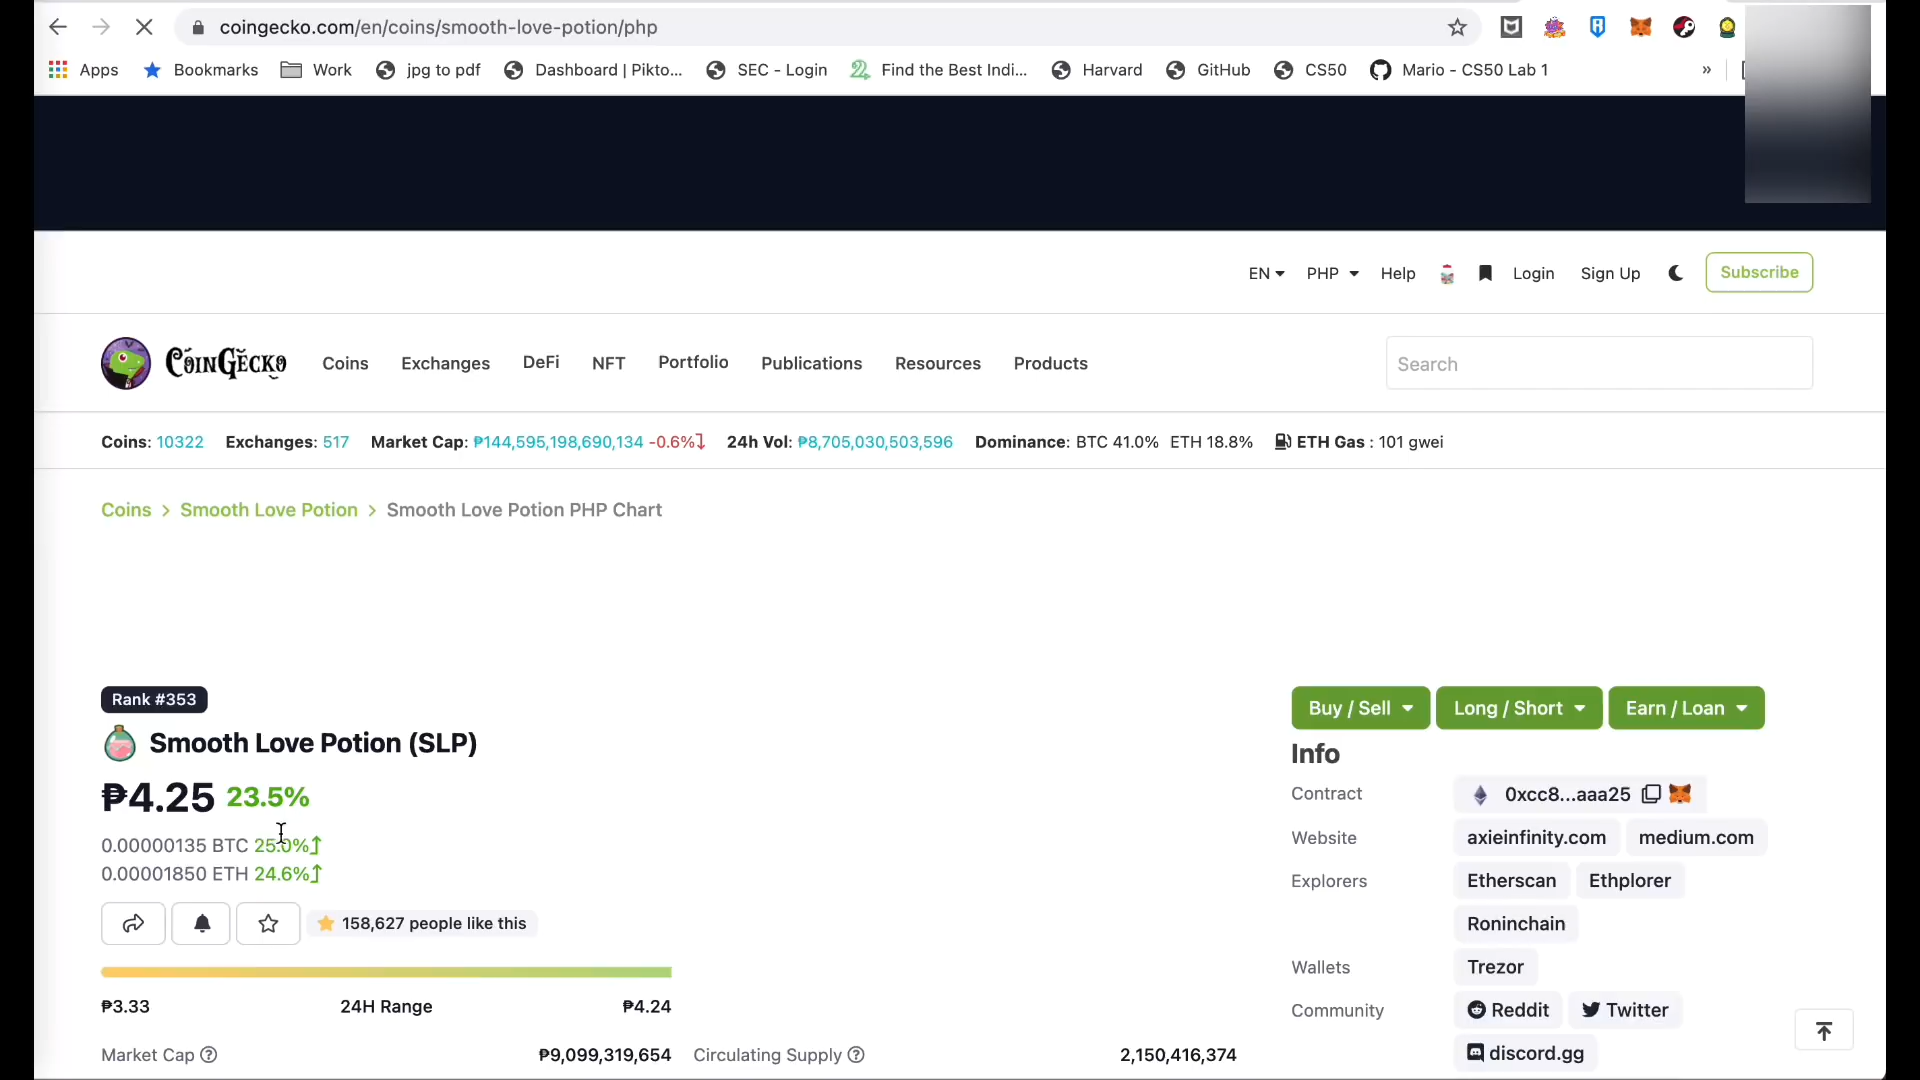 coingecko.com/en/coins/smooth-love-potion/php
Apps Bookmarks Work jpg to pdf Dashboard | Pikto... SEC - Login Find the Best Indi... Harvard GitHub CS50 Mario - CS50 Lab 1 »
EN PHP Help Login Sign Up Subscribe
CoinGecko Coins Exchanges DeFi NFT Portfolio Publications Resources Products Search
Coins: 10322 Exchanges: 517 Market Cap: ₱144,595,198,690,134 -0.6% 24h Vol: ₱8,705,030,503,596 Dominance: BTC 41.0% ETH 18.8% ETH Gas : 101 gwei
Coins > Smooth Love Potion > Smooth Love Potion PHP Chart
Rank #353
Smooth Love Potion (SLP)
₱4.25 23.5%
0.00000135 BTC 25.0%
0.00001850 ETH 24.6%
158,627 people like this
₱3.33 24H Range ₱4.24
Market Cap ₱9,099,319,654 Circulating Supply 2,150,416,374
Buy / Sell Long / Short Earn / Loan
Info
Contract 0xcc8...aaa25
Website axieinfinity.com medium.com
Explorers Etherscan Ethplorer
Roninchain
Wallets Trezor
Community Reddit Twitter
discord.gg